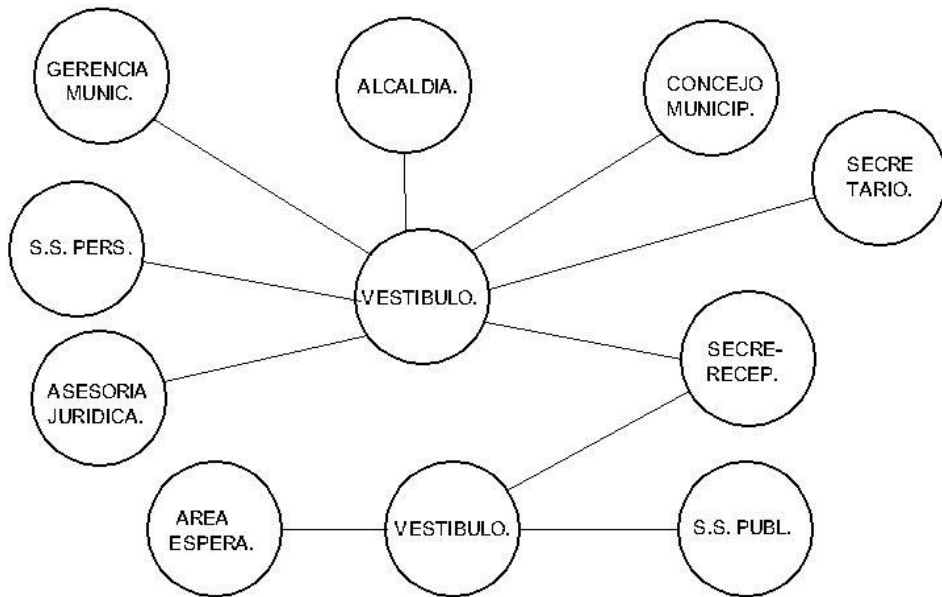 GERENCIA
MUNIC.
ALCALDIA.
CONCEJO
MUNICIP.
SECRE
TARIO.
S.S. PERS.
VESTIBULO.
SECRE-
RECEP.
ASESORIA
JURIDICA.
AREA
ESPERA.
VESTIBULO.
S.S. PUBL.